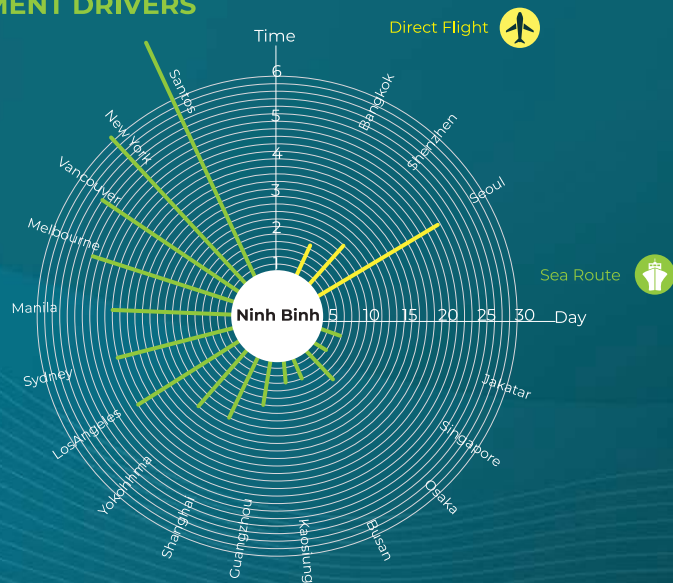 MENT DRIVERS
Direct Flight
Time
6
5
4
3
2
1
Santos
New York
Vancouver
Melbourne
Manila
Sydney
LosAngeles
Yokohhma
Shanghai
Guangzhou
Kaosiung
Busan
Osaka
Singapore
Jakatar
Bangkok
Shenzhen
Seoul
Sea Route
Ninh Binh
5 10 15 20 25 30 Day